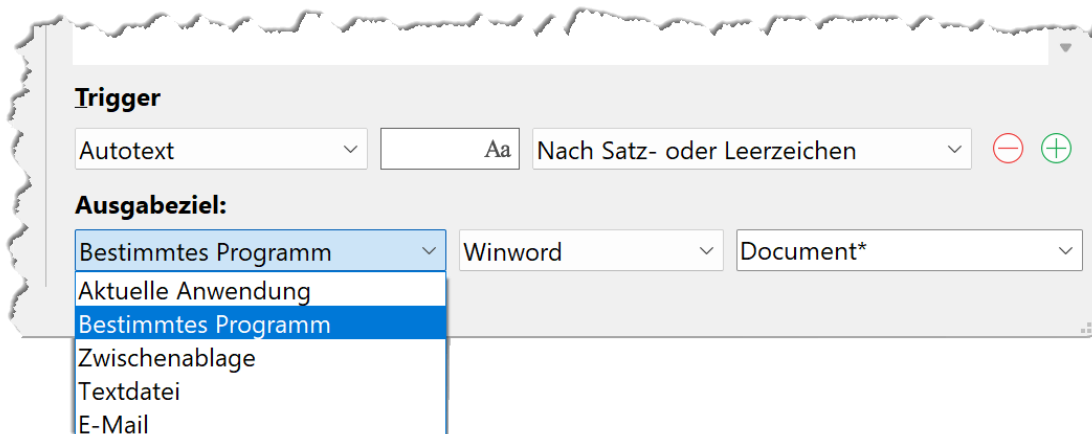 Trigger
Autotext Aa Nach Satz- oder Leerzeichen
Ausgabeziel:
Bestimmtes Programm Winword Document*
Aktuelle Anwendung
Bestimmtes Programm
Zwischenablage
Textdatei
E-Mail